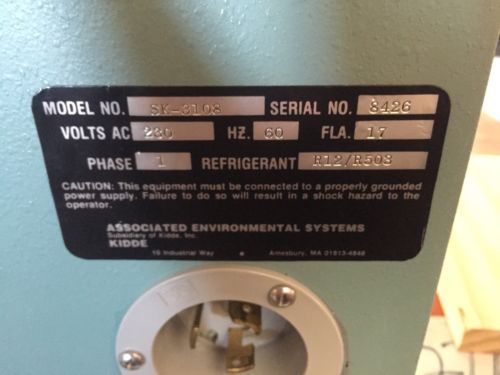 MODEL NO. SK-3108 SERIAL NO. 8426
VOLTS AC 230 HZ. 60 FLA. 17
PHASE 1 REFRIGERANT R12/R503
CAUTION: This equipment must be connected to a properly grounded
power supply. Failure to do so will result in a shock hazard to the
operator.
ASSOCIATED ENVIRONMENTAL SYSTEMS
Subsidiary of Kidde, Inc.
KIDDE
15 Industrial Way • Amesbury, MA 01913-4848